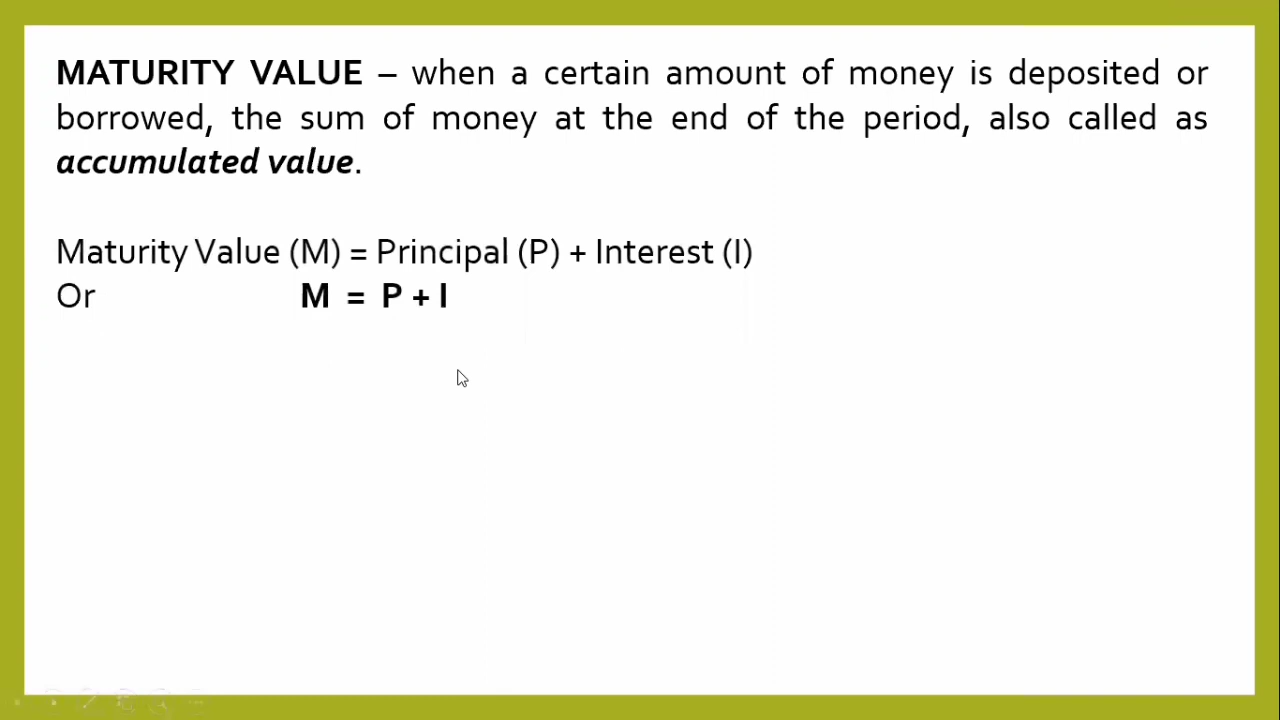 MATURITY VALUE – when a certain amount of money is deposited or
borrowed, the sum of money at the end of the period, also called as
accumulated value.
Maturity Value (M) = Principal (P) + Interest (I)
Or M = P + I